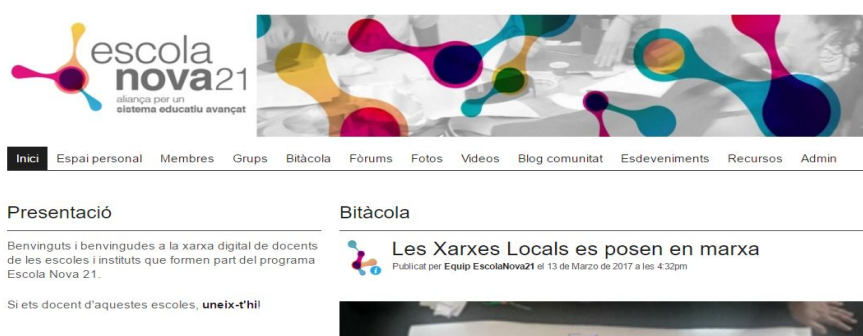 escola
nova21
aliança per un
sistema educatiu avançat
Inici Espai personal Membres Grups Bitàcola Fòrums Fotos Videos Blog comunitat Esdeveniments Recursos Admin
Presentació
Benvinguts i benvingudes a la xarxa digital de docents
de les escoles i instituts que formen part del programa
Escola Nova 21.
Si ets docent d'aquestes escoles, uneix-t'hi!
Bitàcola
Les Xarxes Locals es posen en marxa
Publicat per Equip EscolaNova21 el 13 de Marzo de 2017 a les 4:32pm